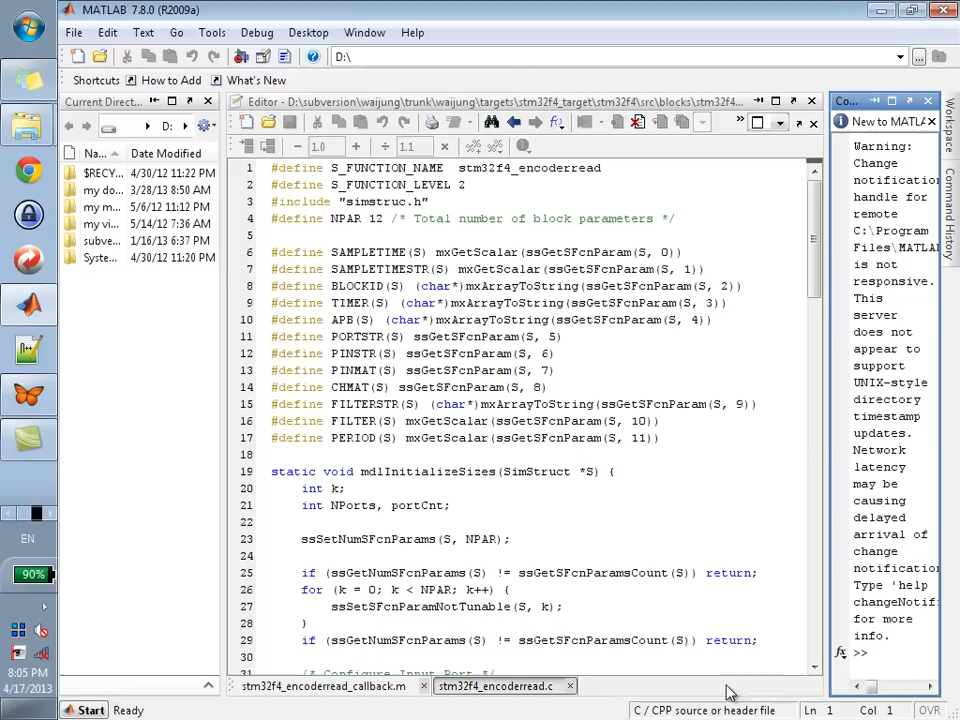 MATLAB 7.8.0 (R2009a)
File Edit Text Go Tools Debug Desktop Window Help
D:\
Shortcuts How to Add What's New
Current Direc...
D:
Na... Date Modified
$RECY... 4/30/12 11:22 PM
my do... 3/28/13 8:50 AM
my m... 5/6/12 11:12 PM
my vi... 5/14/12 7:36 AM
subve... 1/16/13 6:37 PM
Syste... 4/30/12 11:20 PM
Editor - D:\subversion\waijung\trunk\waijung\targets\stm32f4_target\stm32f4\src\blocks\stm32f4...
1.0
1.1
1 #define S_FUNCTION_NAME  stm32f4_encoderread
2 #define S_FUNCTION_LEVEL 2
3 #include "simstruc.h"
4 #define NPAR 12 /* Total number of block parameters */
5
6 #define SAMPLETIME(S) mxGetScalar(ssGetSFcnParam(S, 0))
7 #define SAMPLETIMESTR(S) mxGetScalar(ssGetSFcnParam(S, 1))
8 #define BLOCKID(S) (char*)mxArrayToString(ssGetSFcnParam(S, 2))
9 #define TIMER(S) (char*)mxArrayToString(ssGetSFcnParam(S, 3))
10 #define APB(S) (char*)mxArrayToString(ssGetSFcnParam(S, 4))
11 #define PORTSTR(S) ssGetSFcnParam(S, 5)
12 #define PINSTR(S) ssGetSFcnParam(S, 6)
13 #define PINMAT(S) ssGetSFcnParam(S, 7)
14 #define CHMAT(S) ssGetSFcnParam(S, 8)
15 #define FILTERSTR(S) (char*)mxArrayToString(ssGetSFcnParam(S, 9))
16 #define FILTER(S) mxGetScalar(ssGetSFcnParam(S, 10))
17 #define PERIOD(S) mxGetScalar(ssGetSFcnParam(S, 11))
18
19 static void mdlInitializeSizes(SimStruct *S) {
20 int k;
21 int NPorts, portCnt;
22
23 ssSetNumSFcnParams(S, NPAR);
24
25 if (ssGetNumSFcnParams(S) != ssGetSFcnParamsCount(S)) return;
26 for (k = 0; k < NPAR; k++) {
27 ssSetSFcnParamNotTunable(S, k);
28 }
29 if (ssGetNumSFcnParams(S) != ssGetSFcnParamsCount(S)) return;
30
31 /* Configure Input Port */
stm32f4_encoderread_callback.m
stm32f4_encoderread.c
Co...
New to MATLA
Warning:
Change
notification
handle for
remote
C:\Program
Files\MATLAB
is not
responsive.
This
server
does not
appear to
support
UNIX-style
directory
timestamp
updates.
Network
latency
may be
causing
delayed
arrival of
change
notification
Type 'help
changeNotifi
for more
info.
fx >>
Workspace
Command History
EN
90%
8:05 PM
4/17/2013
Start Ready
C / CPP source or header file
Ln 1 Col 1 OVR